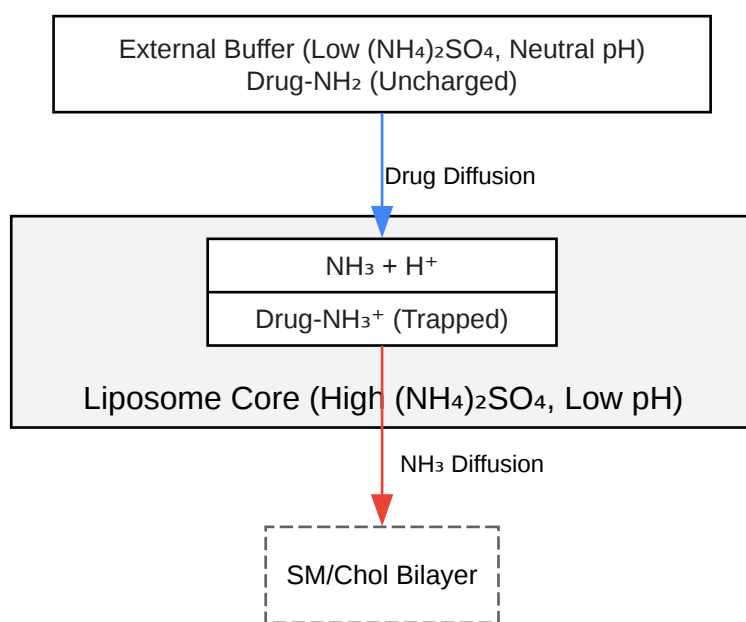 External Buffer (Low (NH₄)₂SO₄, Neutral pH)
Drug-NH₂ (Uncharged)
Drug Diffusion
NH₃ + H⁺
Drug-NH₃⁺ (Trapped)
Liposome Core (High (NH₄)₂SO₄, Low pH)
NH₃ Diffusion
SM/Chol Bilayer